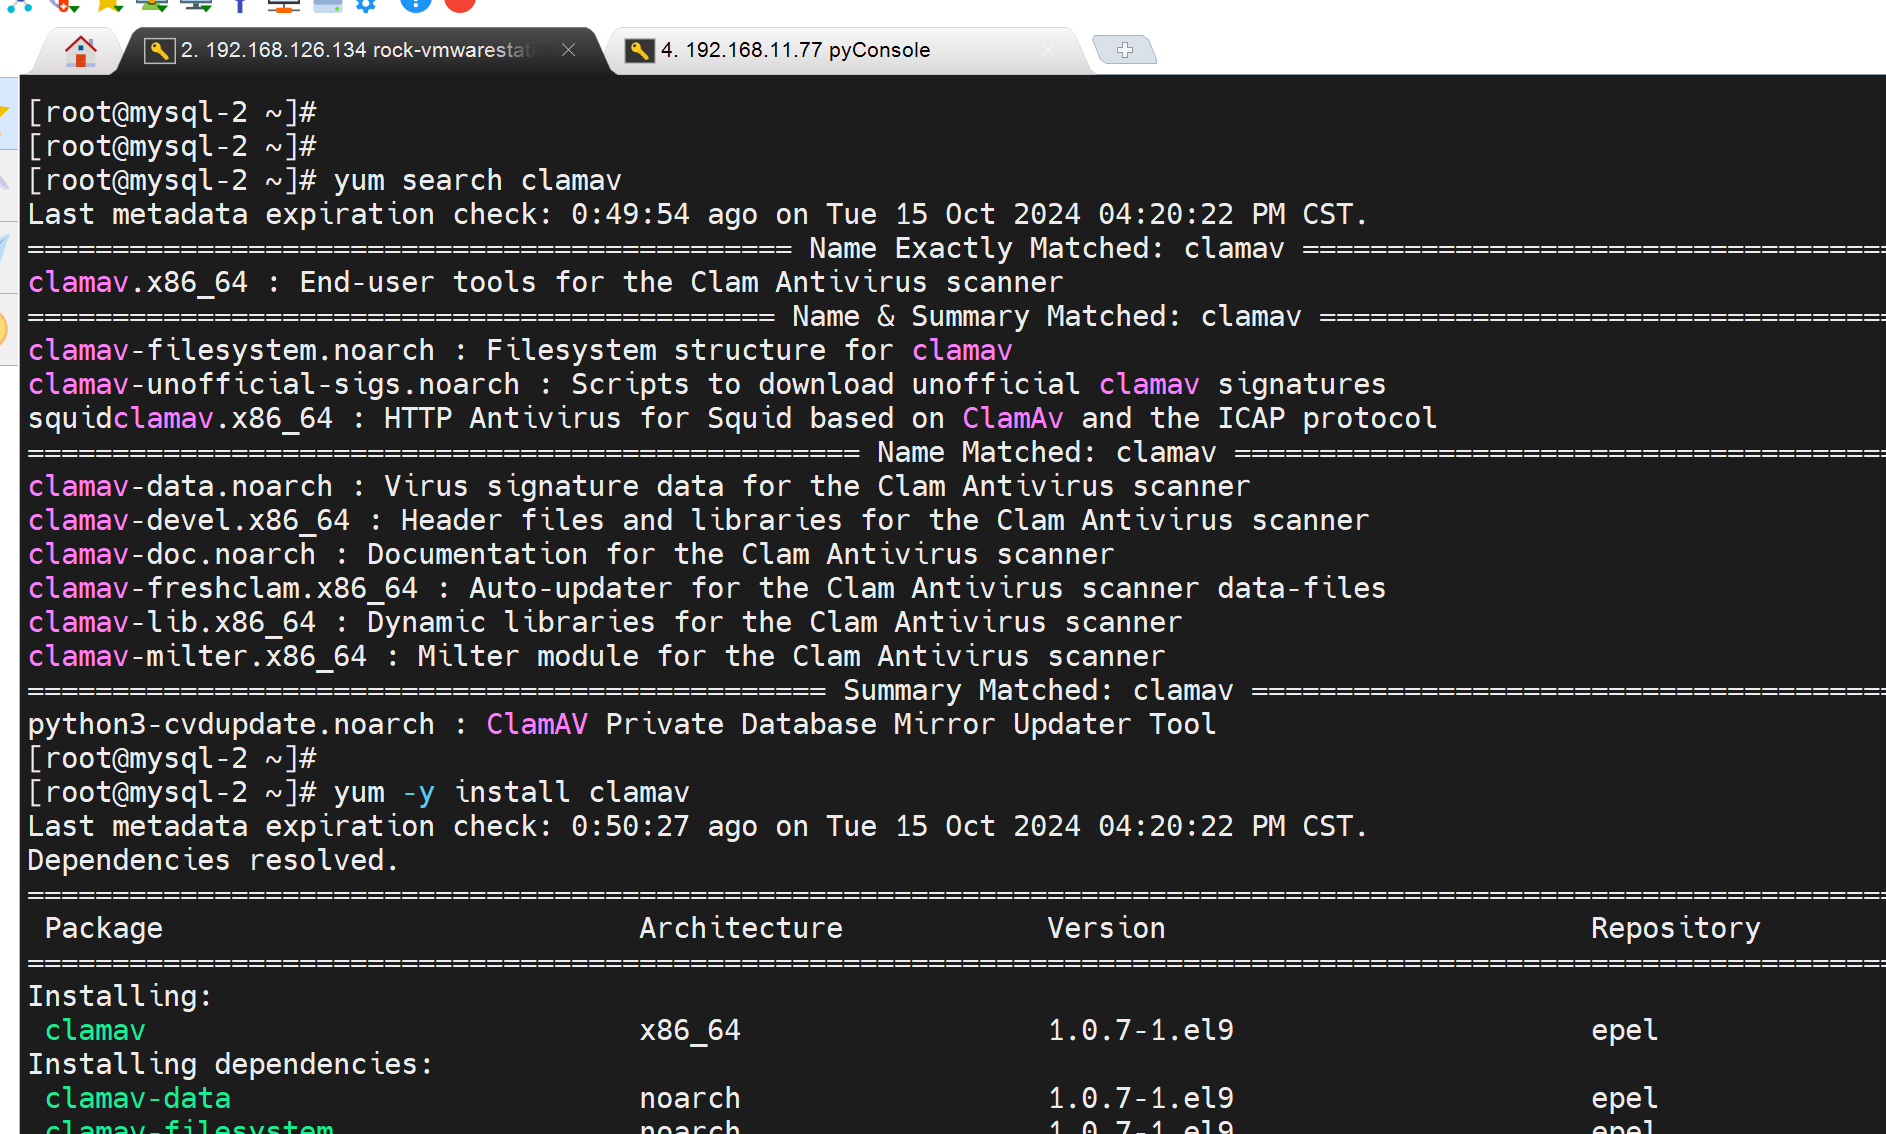 2. 192.168.126.134 rock-vmwarestati
4. 192.168.11.77 pyConsole
[root@mysql-2 ~]#
[root@mysql-2 ~]#
[root@mysql-2 ~]# yum search clamav
Last metadata expiration check: 0:49:54 ago on Tue 15 Oct 2024 04:20:22 PM CST.
============================================= Name Exactly Matched: clamav ===================================
clamav.x86_64 : End-user tools for the Clam Antivirus scanner
============================================ Name & Summary Matched: clamav ==================================
clamav-filesystem.noarch : Filesystem structure for clamav
clamav-unofficial-sigs.noarch : Scripts to download unofficial clamav signatures
squidclamav.x86_64 : HTTP Antivirus for Squid based on ClamAv and the ICAP protocol
================================================= Name Matched: clamav =======================================
clamav-data.noarch : Virus signature data for the Clam Antivirus scanner
clamav-devel.x86_64 : Header files and libraries for the Clam Antivirus scanner
clamav-doc.noarch : Documentation for the Clam Antivirus scanner
clamav-freshclam.x86_64 : Auto-updater for the Clam Antivirus scanner data-files
clamav-lib.x86_64 : Dynamic libraries for the Clam Antivirus scanner
clamav-milter.x86_64 : Milter module for the Clam Antivirus scanner
=============================================== Summary Matched: clamav ======================================
python3-cvdupdate.noarch : ClamAV Private Database Mirror Updater Tool
[root@mysql-2 ~]#
[root@mysql-2 ~]# yum -y install clamav
Last metadata expiration check: 0:50:27 ago on Tue 15 Oct 2024 04:20:22 PM CST.
Dependencies resolved.
==============================================================================================================
Package Architecture Version Repository
==============================================================================================================
Installing:
clamav x86_64 1.0.7-1.el9 epel
Installing dependencies:
clamav-data noarch 1.0.7-1.el9 epel
clamav-filesystem noarch 1.0.7-1.el9 epel